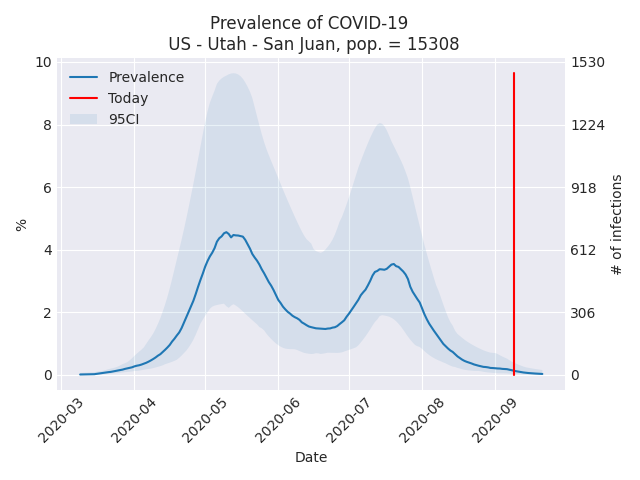 Prevalence of COVID-19
US - Utah - San Juan, pop. = 15308
Prevalence
Today
95CI
10
8
6
4
2
0
%
1530
1224
918
612
306
0
# of infections
2020-03
2020-04
2020-05
2020-06
2020-07
2020-08
2020-09
Date